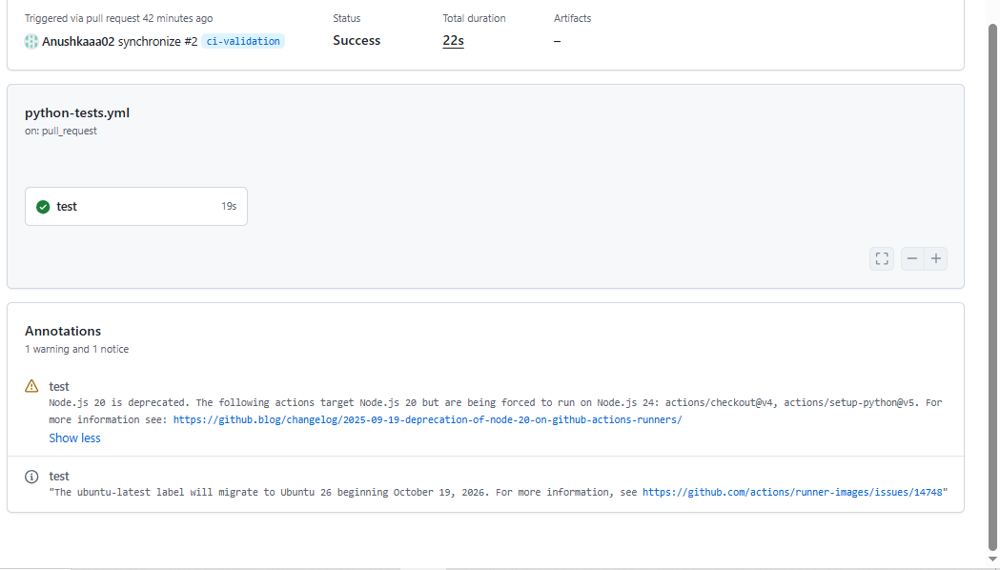 Triggered via pull request 42 minutes ago
Status
Total duration
Artifacts
Anushkaaa02 synchronize #2 ci-validation
Success
22s
–
python-tests.yml
on: pull_request
test 19s
Annotations
1 warning and 1 notice
test
Node.js 20 is deprecated. The following actions target Node.js 20 but are being forced to run on Node.js 24: actions/checkout@v4, actions/setup-python@v5. For
more information see: https://github.blog/changelog/2025-09-19-deprecation-of-node-20-on-github-actions-runners/
Show less
test
"The ubuntu-latest label will migrate to Ubuntu 26 beginning October 19, 2026. For more information, see https://github.com/actions/runner-images/issues/14748"